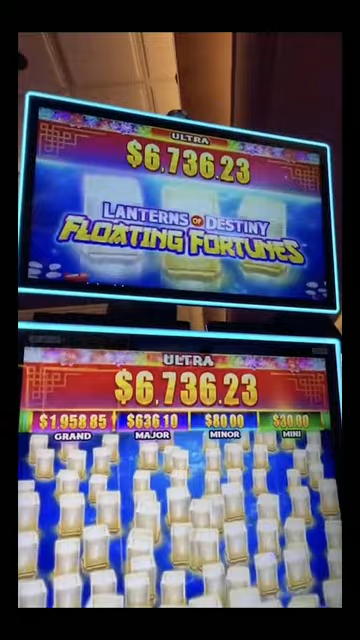 ULTRA
$6,736.23
LANTERNS OF DESTINY
FLOATING FORTUNES
ULTRA
$6,736.23
$1,958.85 $636.10 $80.00 $30.00
GRAND MAJOR MINOR MINI